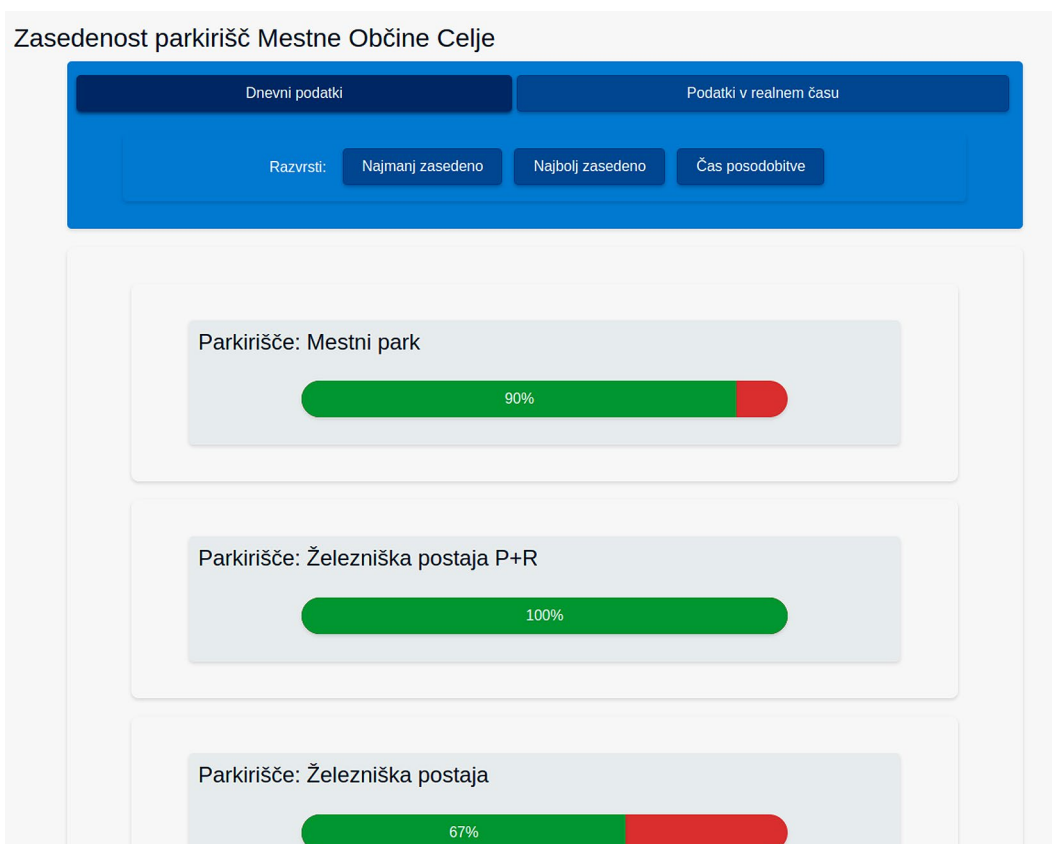 Zasedenost parkirišč Mestne Občine Celje
Dnevni podatki
Podatki v realnem času
Razvrsti:
Najmanj zasedeno
Najbolj zasedeno
Čas posodobitve
Parkirišče: Mestni park
90%
Parkirišče: Železniška postaja P+R
100%
Parkirišče: Železniška postaja
67%